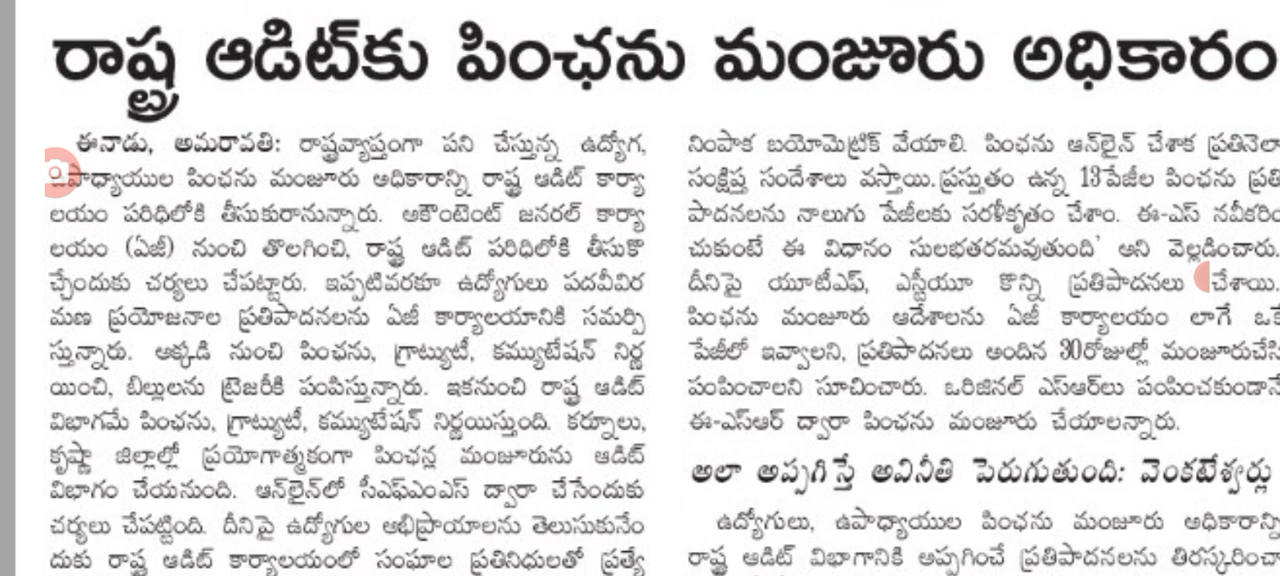 రాష్ట్ర ఆడిట్‌కు పింఛను మంజూరు అధికారం
ఈనాడు, అమరావతి: రాష్ట్రవ్యాప్తంగా పని చేస్తున్న ఉద్యోగ,
ఉపాధ్యాయుల పింఛను మంజూరు అధికారాన్ని రాష్ట్ర ఆడిట్ కార్యా
లయం పరిధిలోకి తీసుకురానున్నారు. అకౌంటెంట్ జనరల్ కార్యా
లయం (ఏజీ) నుంచి తొలగించి, రాష్ట్ర ఆడిట్ పరిధిలోకి తీసుకొ
చ్చేందుకు చర్యలు చేపట్టారు. ఇప్పటివరకూ ఉద్యోగులు పదవీవిర
మణ ప్రయోజనాల ప్రతిపాదనలను ఏజీ కార్యాలయానికి సమర్పి
స్తున్నారు. అక్కడి నుంచి పింఛను, గ్రాట్యుటీ, కమ్యుటేషన్ నిర్ణ
యించి, బిల్లులను ట్రెజరీకి పంపిస్తున్నారు. ఇకనుంచి రాష్ట్ర ఆడిట్
విభాగమే పింఛను, గ్రాట్యుటీ, కమ్యుటేషన్ నిర్ణయిస్తుంది. కర్నూలు,
కృష్ణా జిల్లాల్లో ప్రయోగాత్మకంగా పింఛన్ల మంజూరును ఆడిట్
విభాగం చేయనుంది. ఆన్‌లైన్‌లో సీఎఫ్ఎంఎస్ ద్వారా చేసేందుకు
చర్యలు చేపట్టింది. దీనిపై ఉద్యోగుల అభిప్రాయాలను తెలుసుకునేం
దుకు రాష్ట్ర ఆడిట్ కార్యాలయంలో సంఘాల ప్రతినిధులతో ప్రత్యే
నింపాక బయోమెట్రిక్ వేయాలి. పింఛను ఆన్‌లైన్ చేశాక ప్రతినెలా
సంక్షిప్త సందేశాలు వస్తాయి. ప్రస్తుతం ఉన్న 13పేజీల పింఛను ప్రతి
పాదనలను నాలుగు పేజీలకు సరళీకృతం చేశాం. ఈ-ఎస్ నవీకరిం
చుకుంటే ఈ విధానం సులభతరమవుతుంది' అని వెల్లడించారు.
దీనిపై యూటీఎఫ్, ఎస్టీయూ కొన్ని ప్రతిపాదనలు చేశాయి.
పింఛను మంజూరు ఆదేశాలను ఏజీ కార్యాలయం లాగే ఒకే
పేజీలో ఇవ్వాలని, ప్రతిపాదనలు అందిన 30రోజుల్లో మంజూరుచేసి
పంపించాలని సూచించారు. ఒరిజినల్ ఎస్ఆర్‌లు పంపించకుండానే
ఈ-ఎస్ఆర్ ద్వారా పింఛను మంజూరు చేయాలన్నారు.
అలా అప్పగిస్తే అవినీతి పెరుగుతుంది: వెంకటేశ్వర్లు
ఉద్యోగులు, ఉపాధ్యాయుల పింఛను మంజూరు అధికారాన్ని
రాష్ట్ర ఆడిట్ విభాగానికి అప్పగించే ప్రతిపాదనలను తిరస్కరించా